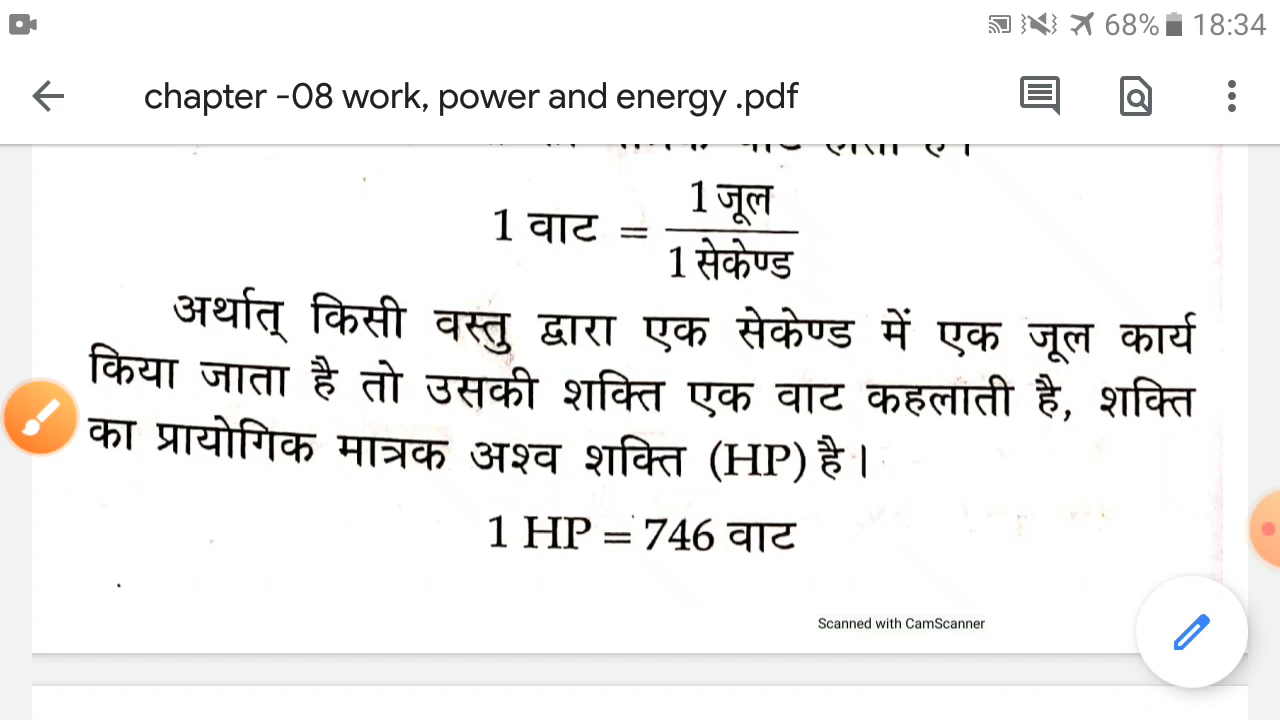 68% 18:34
chapter -08 work, power and energy .pdf
1 वाट = 1 जूल / 1 सेकेण्ड
अर्थात् किसी वस्तु द्वारा एक सेकेण्ड में एक जूल कार्य
किया जाता है तो उसकी शक्ति एक वाट कहलाती है, शक्ति
का प्रायोगिक मात्रक अश्व शक्ति (HP) है।
1 HP = 746 वाट
Scanned with CamScanner